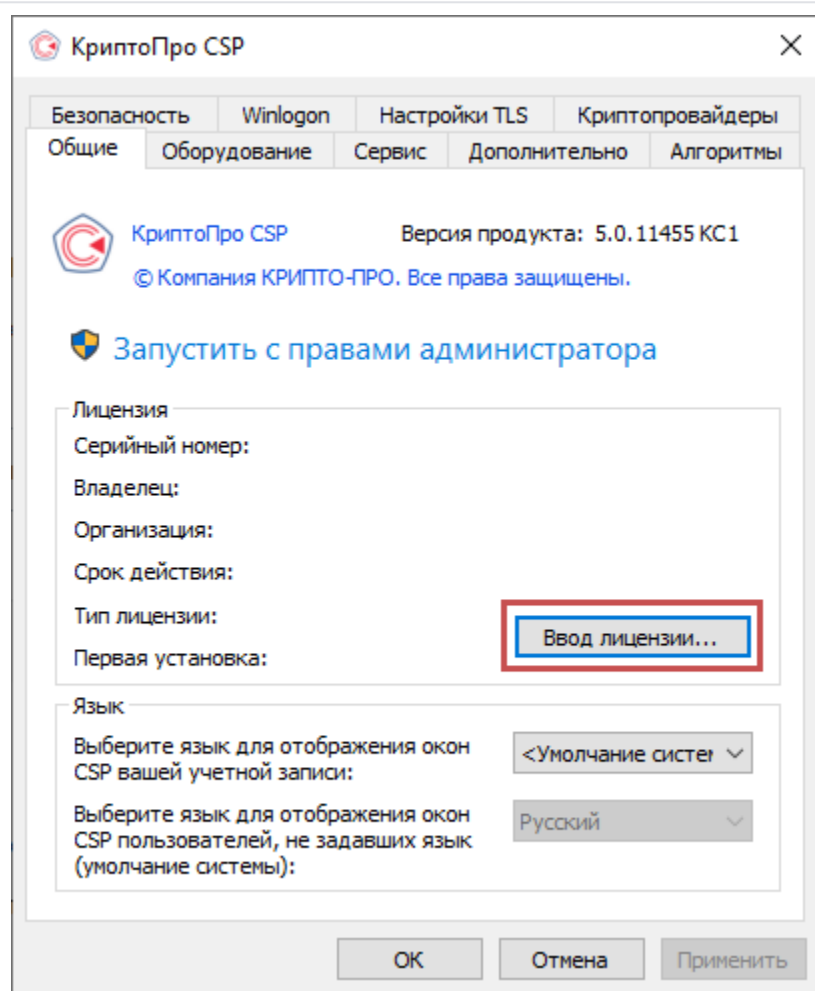 КриптоПро CSP
Безопасность Winlogon Настройки TLS Криптопровайдеры
Общие Оборудование Сервис Дополнительно Алгоритмы
КриптоПро CSP Версия продукта: 5.0.11455 КС1
© Компания КРИПТО-ПРО. Все права защищены.
Запустить с правами администратора
Лицензия
Серийный номер:
Владелец:
Организация:
Срок действия:
Тип лицензии:
Ввод лицензии...
Первая установка:
Язык
Выберите язык для отображения окон
CSP вашей учетной записи:
<Умолчание систе
Выберите язык для отображения окон
CSP пользователей, не задавших язык
(умолчание системы):
Русский
ОК Отмена Применить